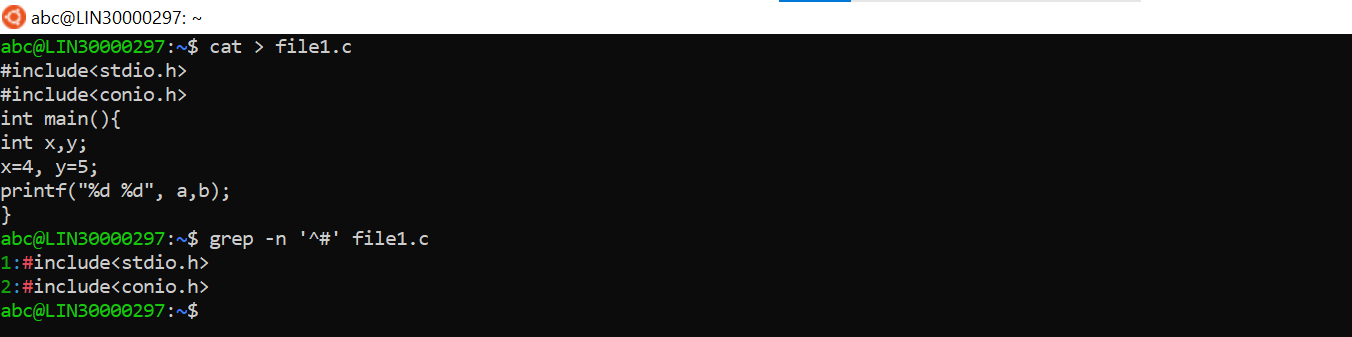 abc@LIN30000297: ~
abc@LIN30000297:~$ cat > file1.c
#include<stdio.h>
#include<conio.h>
int main(){
int x,y;
x=4, y=5;
printf("%d %d", a,b);
}
abc@LIN30000297:~$ grep -n '^#' file1.c
1:#include<stdio.h>
2:#include<conio.h>
abc@LIN30000297:~$